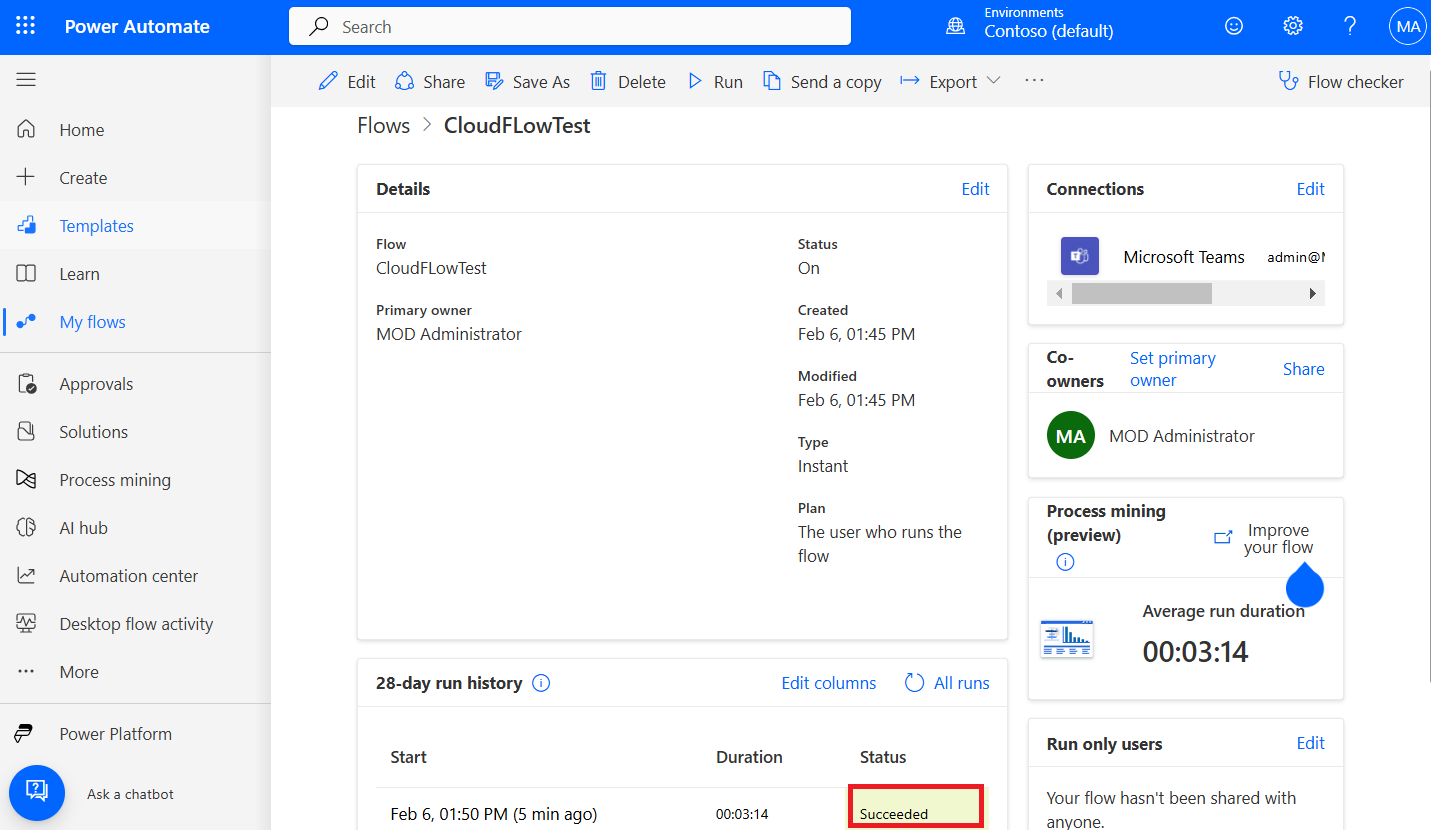 Power Automate
Search
Environments
Contoso (default)
?
MA
Edit
Share
Save As
Delete
Run
Send a copy
Export
Flow checker
Home
Create
Templates
Learn
My flows
Approvals
Solutions
Process mining
AI hub
Automation center
Desktop flow activity
More
Power Platform
Ask a chatbot
Flows > CloudFLowTest
Details
Edit
Flow
CloudFLowTest
Primary owner
MOD Administrator
Status
On
Created
Feb 6, 01:45 PM
Modified
Feb 6, 01:45 PM
Type
Instant
Plan
The user who runs the
flow
28-day run history
Edit columns
All runs
Start
Duration
Status
Feb 6, 01:50 PM (5 min ago)
00:03:14
Succeeded
Connections
Edit
Microsoft Teams
admin@M
Co-
owners
Set primary
owner
Share
MA
MOD Administrator
Process mining
(preview)
Improve
your flow
Average run duration
00:03:14
Run only users
Edit
Your flow hasn't been shared with
anyone.